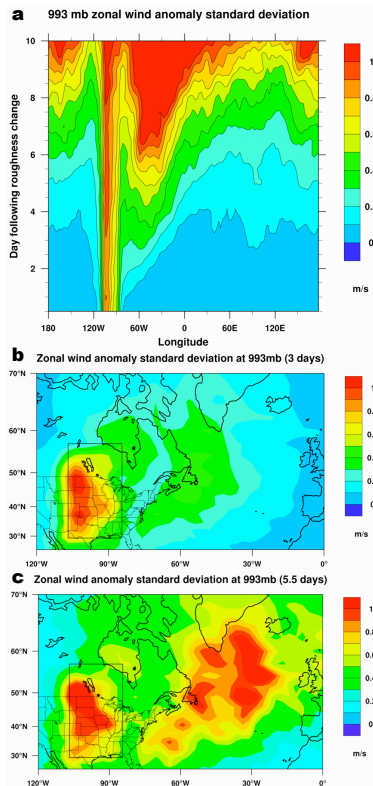 a 993 mb zonal wind anomaly standard deviation
Day following roughness change
10
8
6
4
2
180 120W 60W 0 60E 120E
Longitude
m/s
b Zonal wind anomaly standard deviation at 993mb (3 days)
70°N
60°N
50°N
40°N
30°N
120°W 90°W 60°W 30°W 0°
m/s
c Zonal wind anomaly standard deviation at 993mb (5.5 days)
70°N
60°N
50°N
40°N
30°N
120°W 90°W 60°W 30°W 0°
m/s